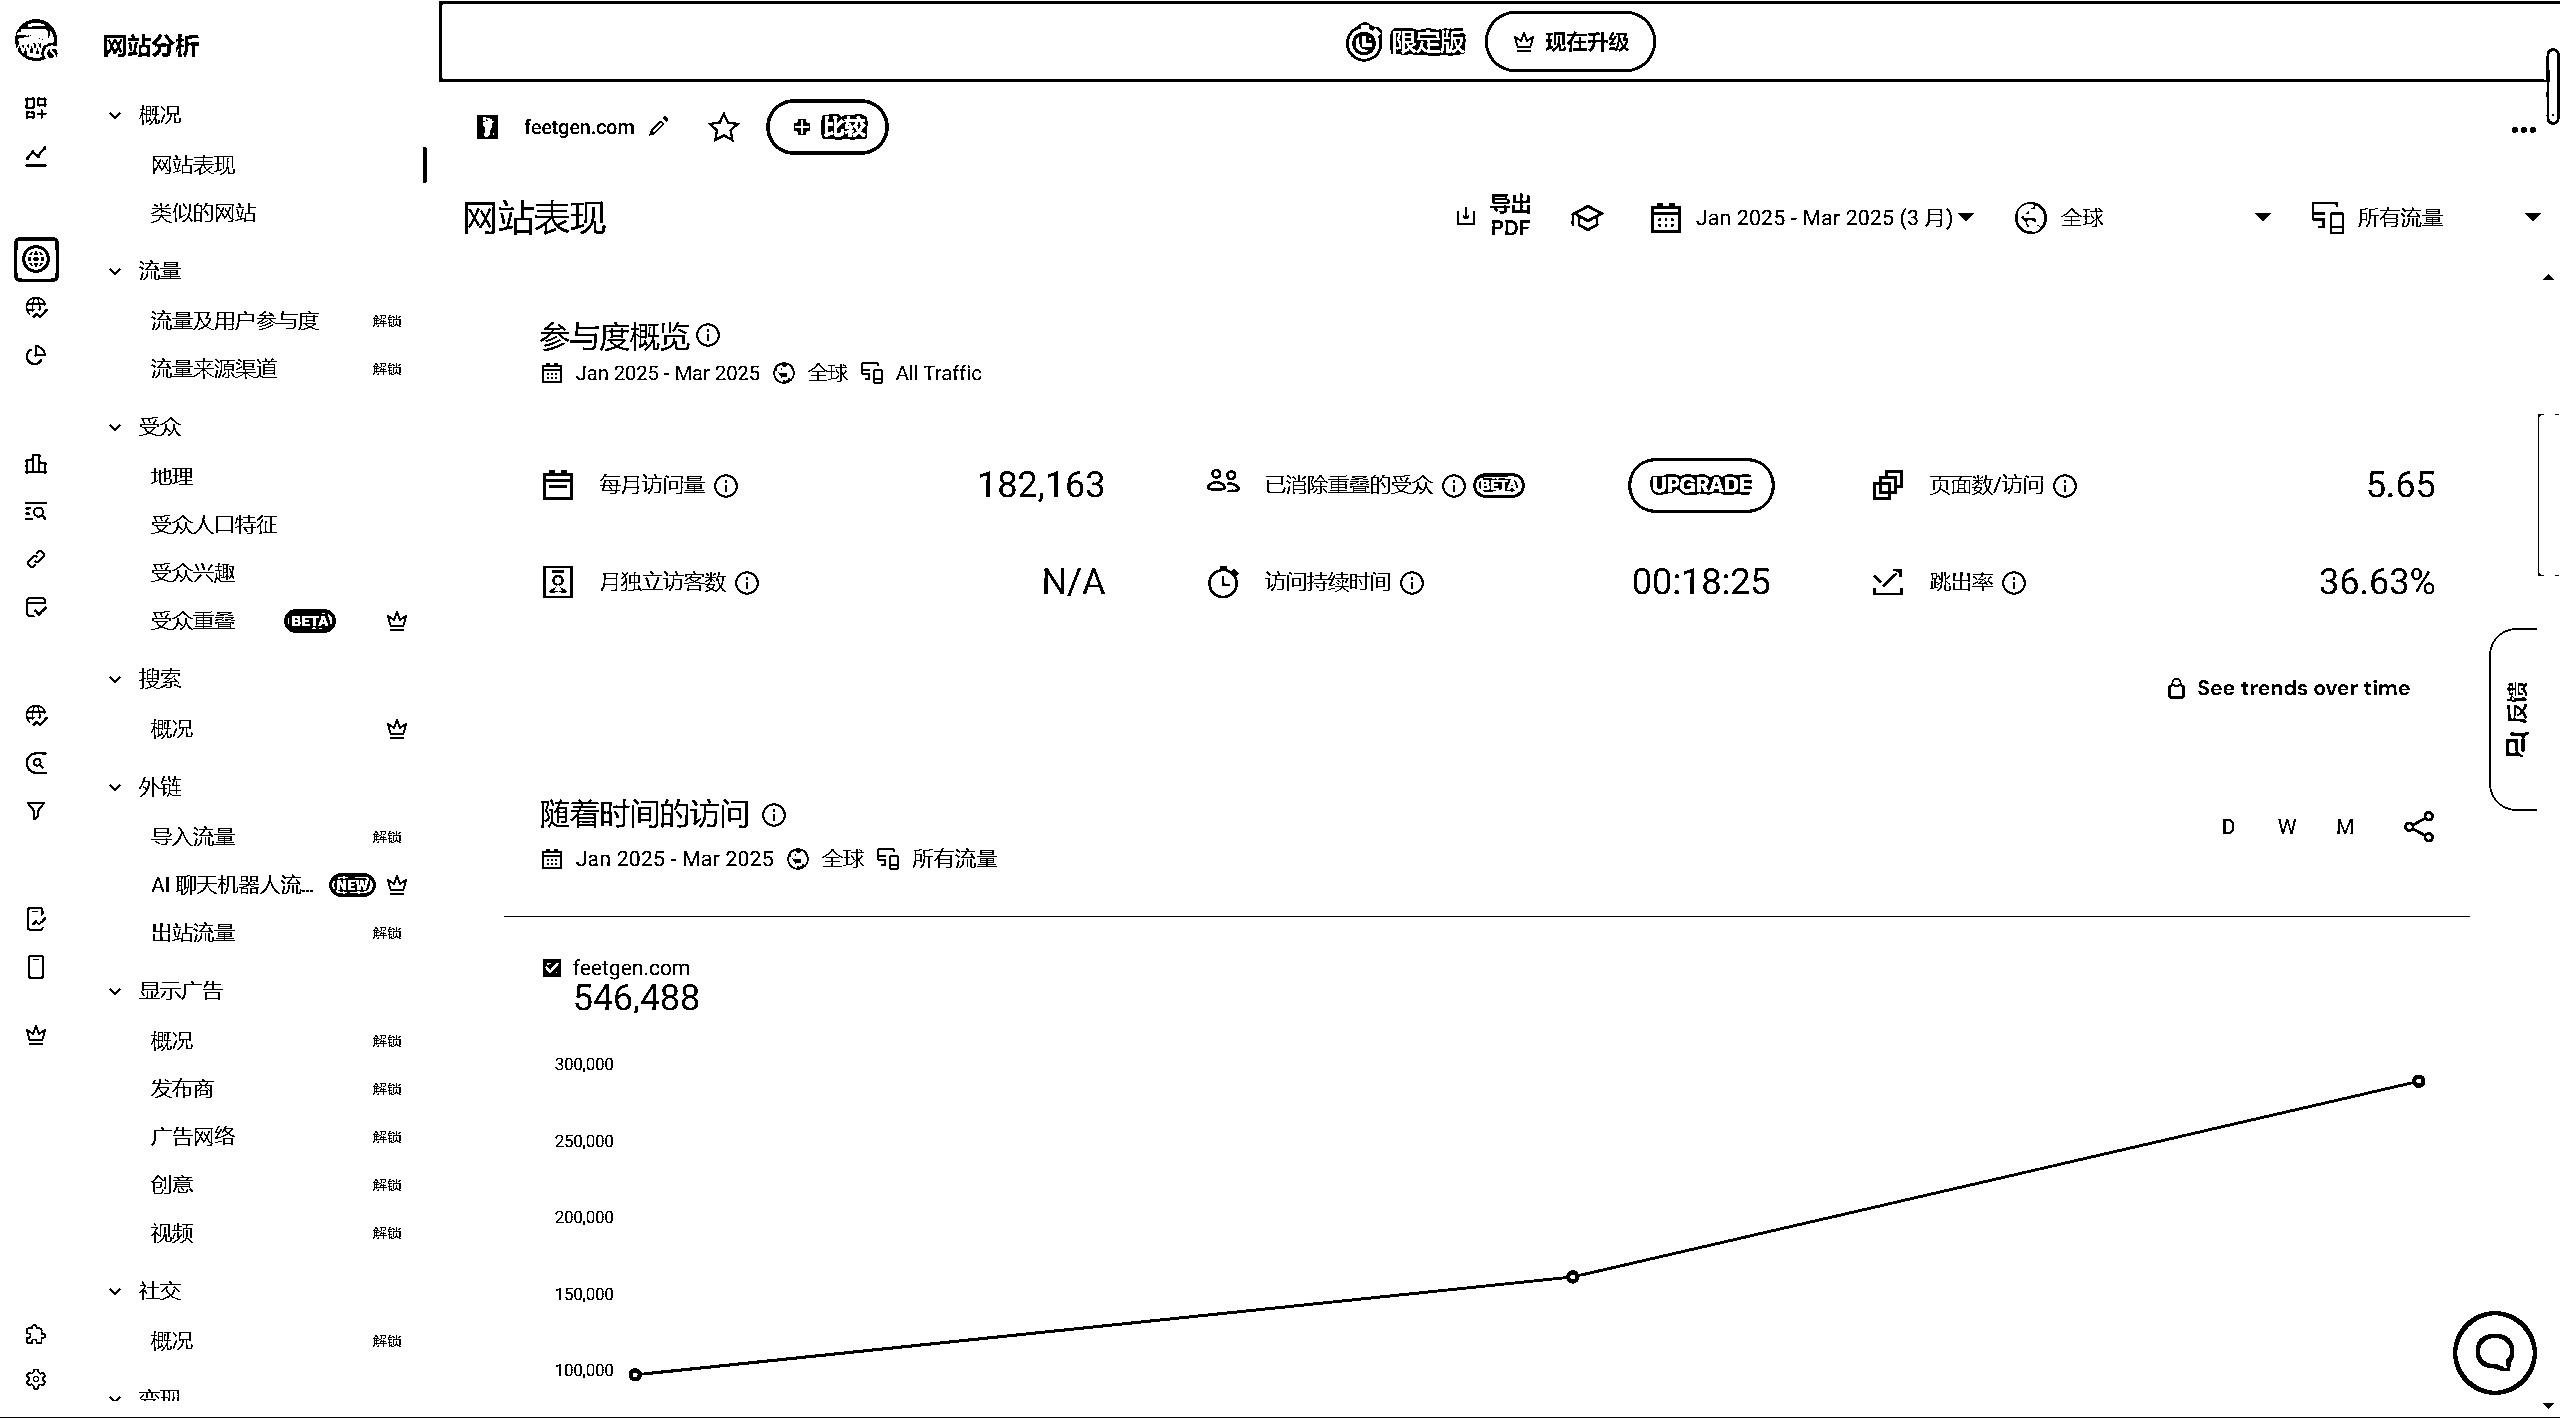 网站分析
限定版
现在升级
概况
网站表现
类似的网站
流量
流量及用户参与度 解锁
流量来源渠道 解锁
受众
地理
受众人口特征
受众兴趣
受众重叠 BETA
搜索
概况
外链
导入流量 解锁
AI 聊天机器人流... NEW
出站流量 解锁
显示广告
概况 解锁
发布商 解锁
广告网络 解锁
创意 解锁
视频 解锁
社交
概况 解锁
变现
feetgen.com
比较
网站表现
导出
PDF
Jan 2025 - Mar 2025 (3 月)
全球
所有流量
参与度概览
Jan 2025 - Mar 2025 全球 All Traffic
每月访问量 182,163
已消除重叠的受众 BETA UPGRADE
页面数/访问 5.65
月独立访客数 N/A
访问持续时间 00:18:25
跳出率 36.63%
See trends over time
反馈
随着时间的访问
D W M
Jan 2025 - Mar 2025 全球 所有流量
feetgen.com
546,488
300,000
250,000
200,000
150,000
100,000